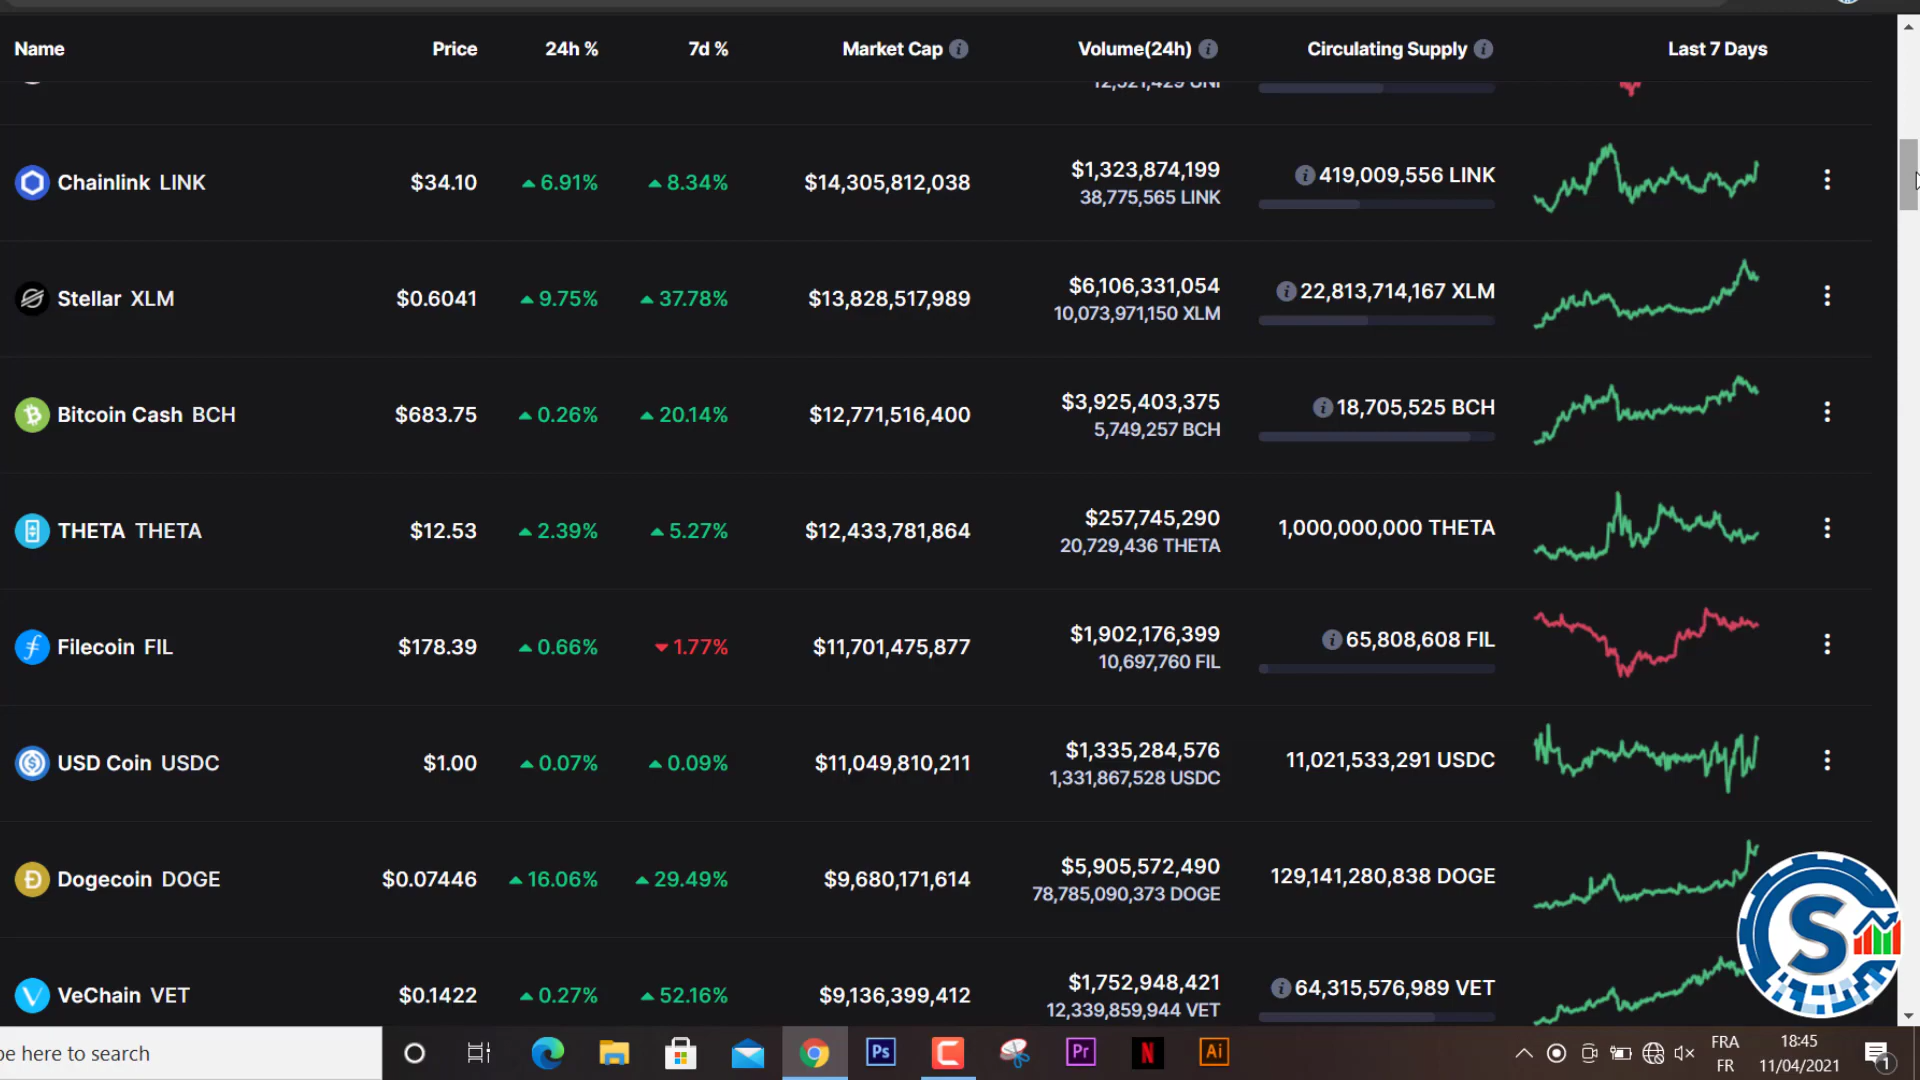 Name Price 24h % 7d % Market Cap Volume(24h) Circulating Supply Last 7 Days
12,521,429 UNI
Chainlink LINK $34.10 6.91% 8.34% $14,305,812,038 $1,323,874,199 419,009,556 LINK
38,775,565 LINK
Stellar XLM $0.6041 9.75% 37.78% $13,828,517,989 $6,106,331,054 22,813,714,167 XLM
10,073,971,150 XLM
Bitcoin Cash BCH $683.75 0.26% 20.14% $12,771,516,400 $3,925,403,375 18,705,525 BCH
5,749,257 BCH
THETA THETA $12.53 2.39% 5.27% $12,433,781,864 $257,745,290 1,000,000,000 THETA
20,729,436 THETA
Filecoin FIL $178.39 0.66% 1.77% $11,701,475,877 $1,902,176,399 65,808,608 FIL
10,697,760 FIL
USD Coin USDC $1.00 0.07% 0.09% $11,049,810,211 $1,335,284,576 11,021,533,291 USDC
1,331,867,528 USDC
Dogecoin DOGE $0.07446 16.06% 29.49% $9,680,171,614 $5,905,572,490 129,141,280,838 DOGE
78,785,090,373 DOGE
VeChain VET $0.1422 0.27% 52.16% $9,136,399,412 $1,752,948,421 64,315,576,989 VET
12,339,859,944 VET
S
pe here to search Ps Pr N Ai FRA 18:45
FR 11/04/2021 1